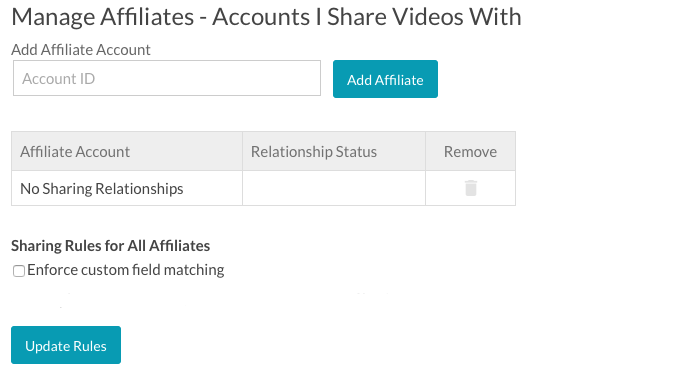 Manage Affiliates - Accounts I Share Videos With
Add Affiliate Account
Account ID
Add Affiliate
Affiliate Account Relationship Status Remove
No Sharing Relationships
Sharing Rules for All Affiliates
Enforce custom field matching
Update Rules